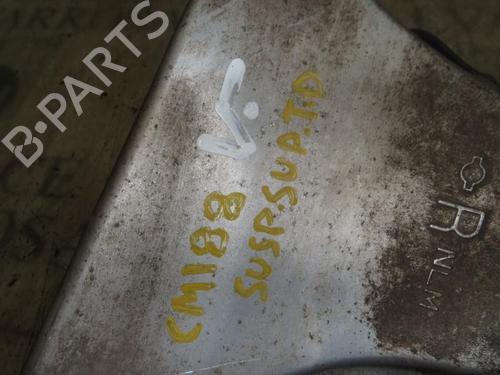 B-PARTS
V.
CM188
SUSP.SUP.T.D
R
NLM